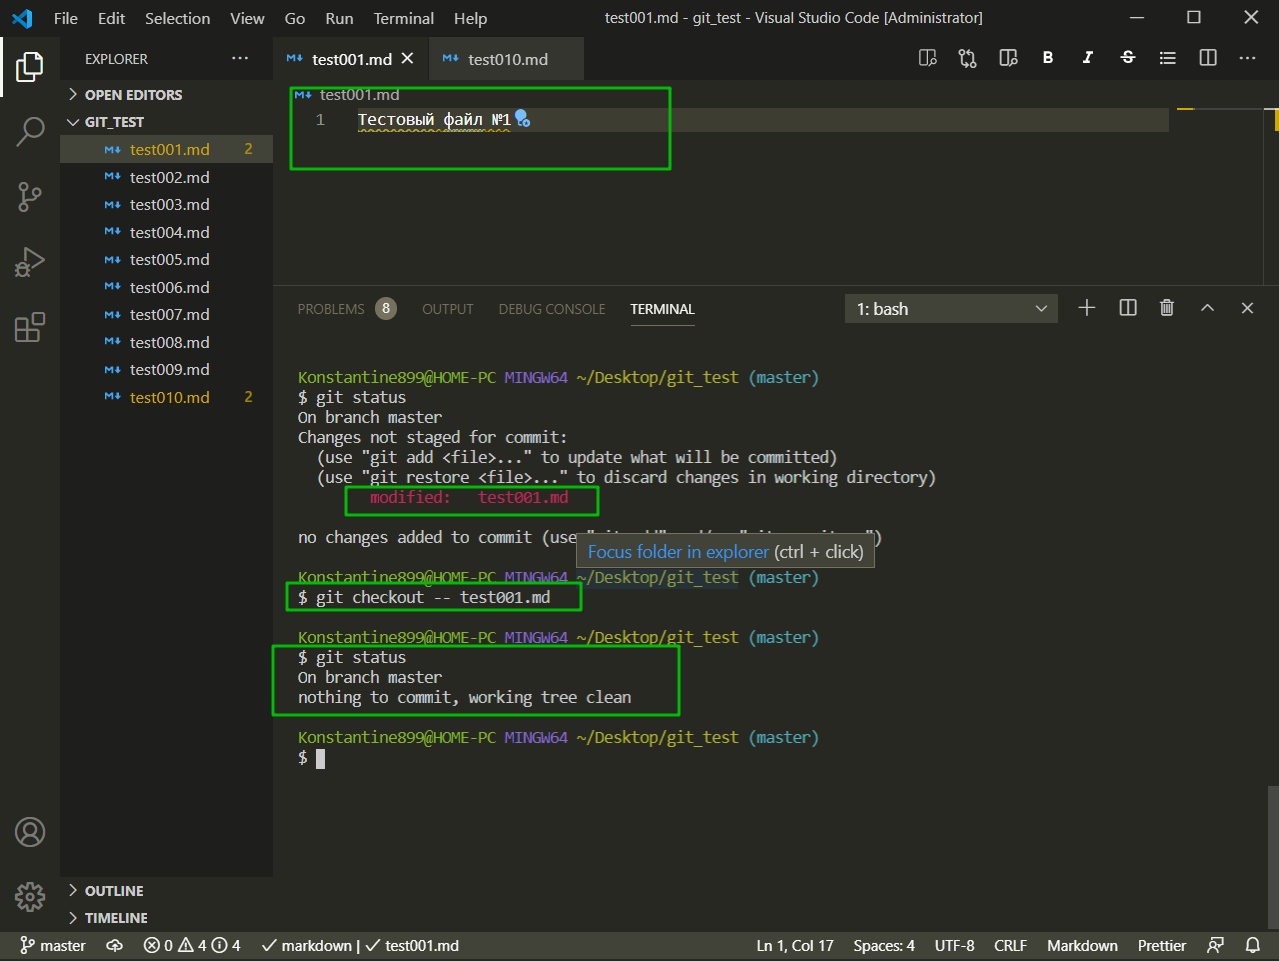 File Edit Selection View Go Run Terminal Help test001.md - git_test - Visual Studio Code [Administrator]
EXPLORER
OPEN EDITORS
GIT_TEST
test001.md 2
test002.md
test003.md
test004.md
test005.md
test006.md
test007.md
test008.md
test009.md
test010.md 2
OUTLINE
TIMELINE
test001.md test010.md
B I S
test001.md
1 Тестовый файл №1
PROBLEMS 8 OUTPUT DEBUG CONSOLE TERMINAL 1: bash
Konstantine899@HOME-PC MINGW64 ~/Desktop/git_test (master)
$ git status
On branch master
Changes not staged for commit:
(use "git add <file>..." to update what will be committed)
(use "git restore <file>..." to discard changes in working directory)
modified: test001.md
no changes added to commit (use
Focus folder in explorer (ctrl + click)
Konstantine899@HOME-PC MINGW64 ~/Desktop/git_test (master)
$ git checkout -- test001.md
Konstantine899@HOME-PC MINGW64 ~/Desktop/git_test (master)
$ git status
On branch master
nothing to commit, working tree clean
Konstantine899@HOME-PC MINGW64 ~/Desktop/git_test (master)
$
master 0 4 4 markdown | test001.md Ln 1, Col 17 Spaces: 4 UTF-8 CRLF Markdown Prettier